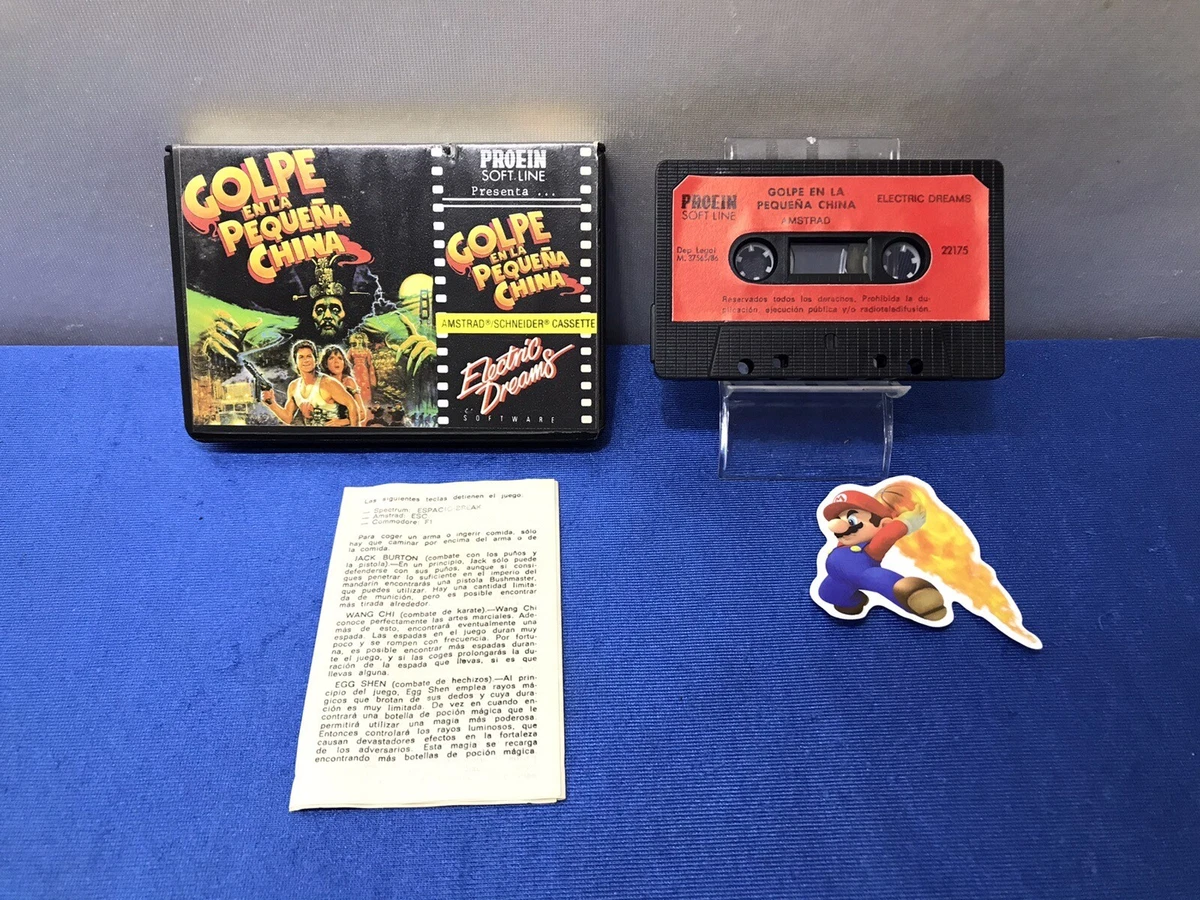 GOLPE
EN LA
PEQUEÑA
CHINA
PROEIN
SOFT LINE
Presenta ...
GOLPE
EN LA
PEQUEÑA
CHINA
AMSTRAD®/SCHNEIDER® CASSETTE
Electric
Dreams
SOFTWARE
PROEIN
SOFT LINE
GOLPE EN LA
PEQUEÑA CHINA
AMSTRAD
ELECTRIC DREAMS
Dep. Legal:
M. 27565/86
22175
Reservados todos los derechos. Prohibida la du-
plicación, ejecución pública y/o radioteledifusión.
Las siguientes teclas detienen el juego:
— Spectrum: ESPACIO-BREAK
— Amstrad: ESC
— Commodore: F1
Para coger un arma o ingerir comida, sólo
hay que caminar por encima del arma o de
la comida.
JACK BURTON (combate con los puños y
la pistola).—En un principio, Jack sólo puede
defenderse con sus puños, aunque si consi-
gues penetrar lo suficiente en el imperio del
mandarín encontrarás una pistola Bushmaster,
que puedes utilizar. Hay una cantidad limita-
da de munición, pero es posible encontrar
más tirada alrededor.
WANG CHI (combate de karate).—Wang Chi
conoce perfectamente las artes marciales. Ade-
más de esto, encontrará eventualmente una
espada. Las espadas en el juego duran muy
poco y se rompen con frecuencia. Por fortu-
na, es posible encontrar más espadas duran-
te el juego, y si las coges prolongarás la du-
ración de la espada que llevas, si es que
llevas alguna.
EGG SHEN (combate de hechizos).—Al prin-
cipio del juego, Egg Shen emplea rayos má-
gicos que brotan de sus dedos y cuya dura-
ción es muy limitada. De vez en cuando en-
contrará una botella de poción mágica que le
permitirá utilizar una magia más poderosa.
Entonces controlará los rayos luminosos, que
causan devastadores efectos en la fortaleza
de los adversarios. Esta magia se recarga
encontrando más botellas de poción mágica.
M